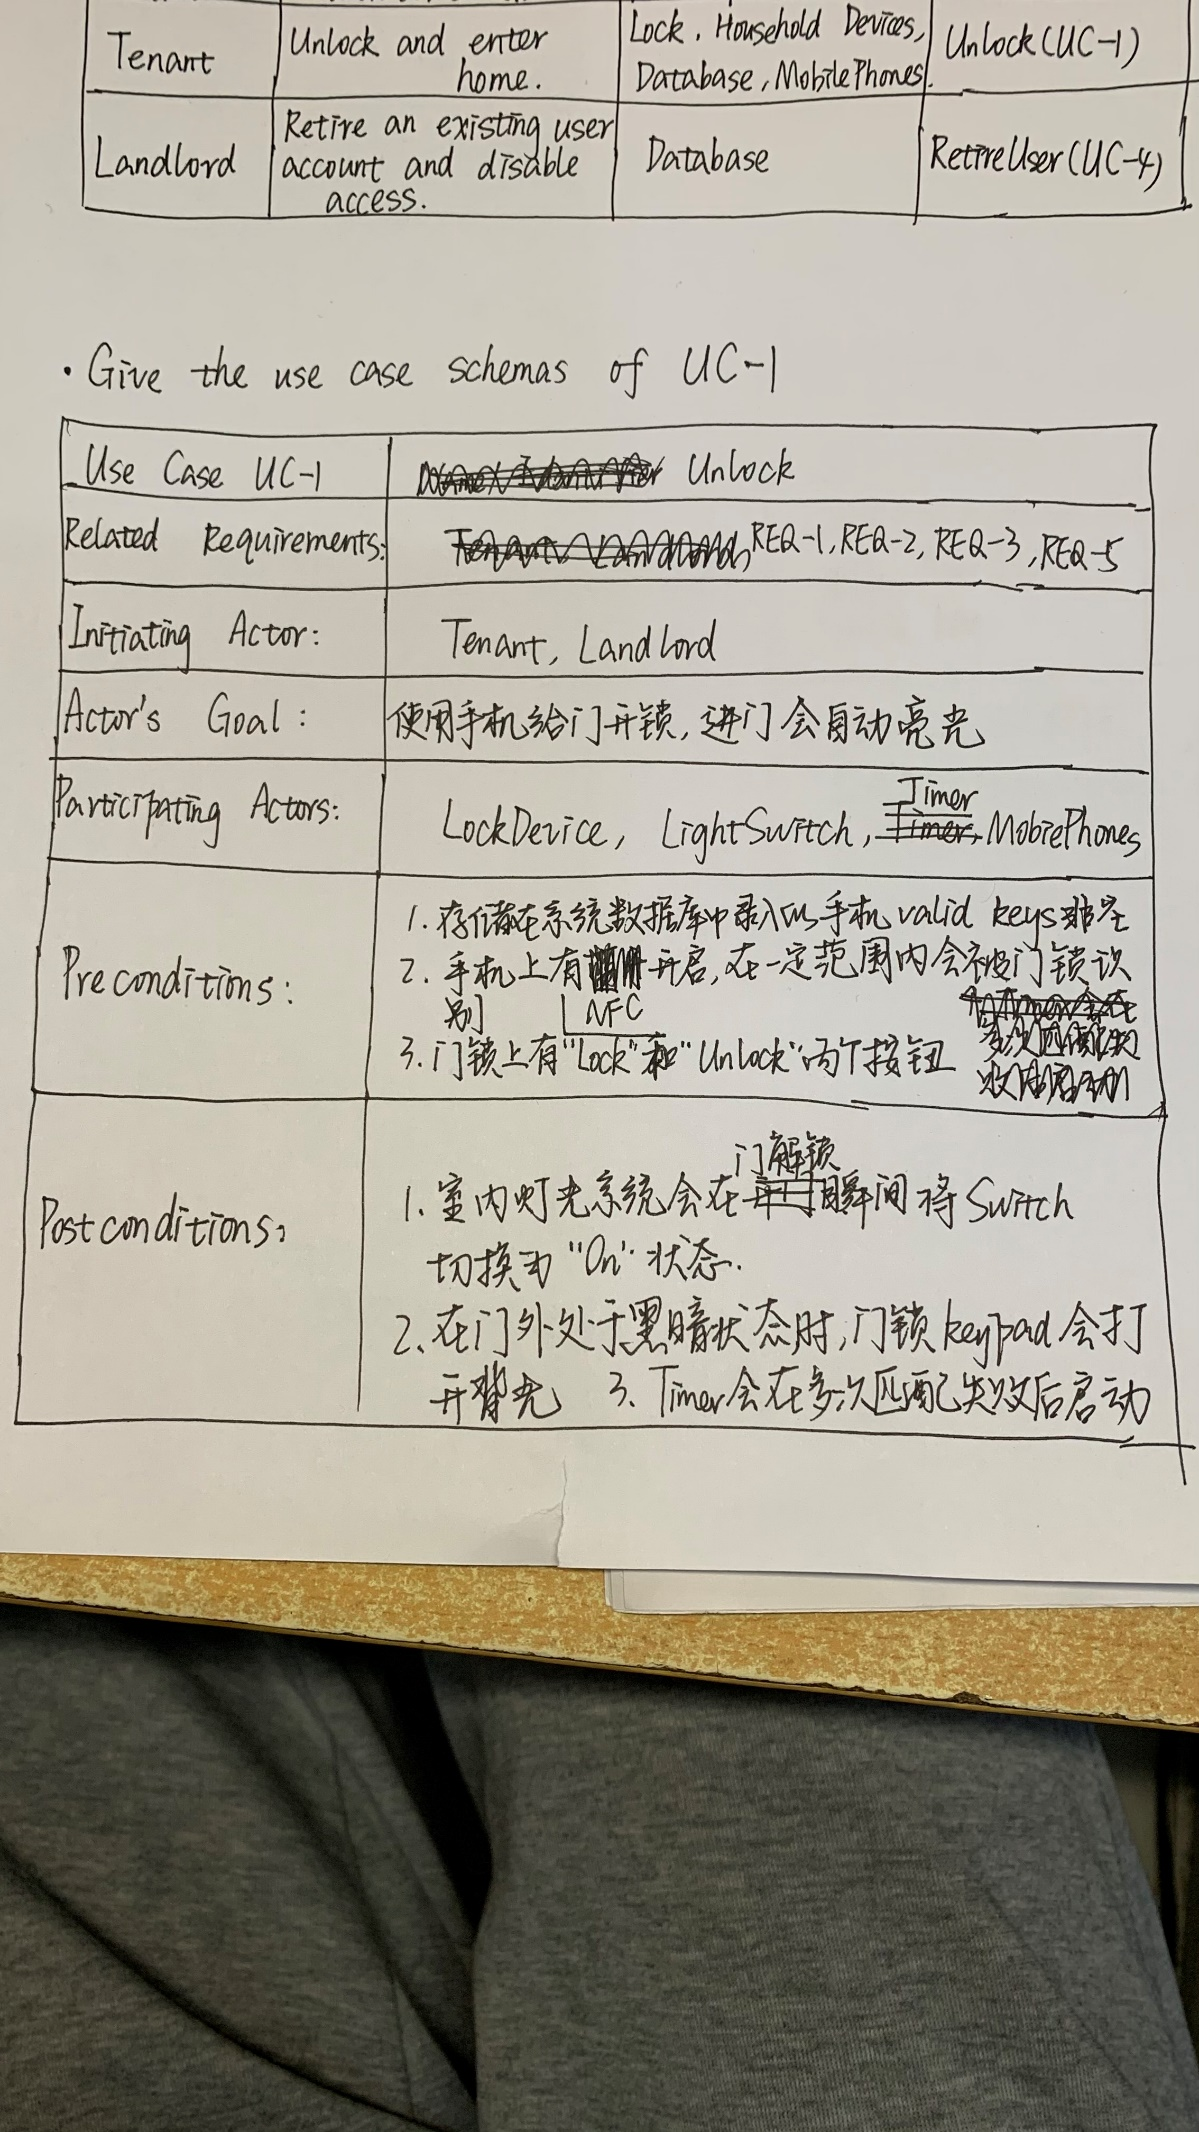 Tenant
Unlock and enter
home.
Lock, Household Devices,
Database, MobilePhones.
Unlock (UC-1)
Landlord
Retire an existing user
account and disable
access.
Database
RetireUser (UC-4)
· Give the use case schemas of UC-1
Use Case UC-1
Unlock
Related Requirements:
REQ-1, REQ-2, REQ-3, REQ-5
Initiating Actor:
Tenant, Landlord
Actor's Goal:
使用手机给门开锁, 进门会自动亮光
Participating Actors:
Timer
LockDevice, LightSwitch, MobiePhones
Preconditions:
1. 存储在系统数据库中录入的手机 valid keys 非空
2. 手机上有 开启, 在一定范围内会被门锁识
别 NFC
3. 门锁上有"Lock"和"Unlock"两个按钮
Postconditions:
门解锁
1. 室内灯光系统会在瞬间将 Switch
切换为"On"状态.
2. 在门外处于黑暗状态时, 门锁 keypad 会打
开背光 3. Timer会在多次匹配失败后启动